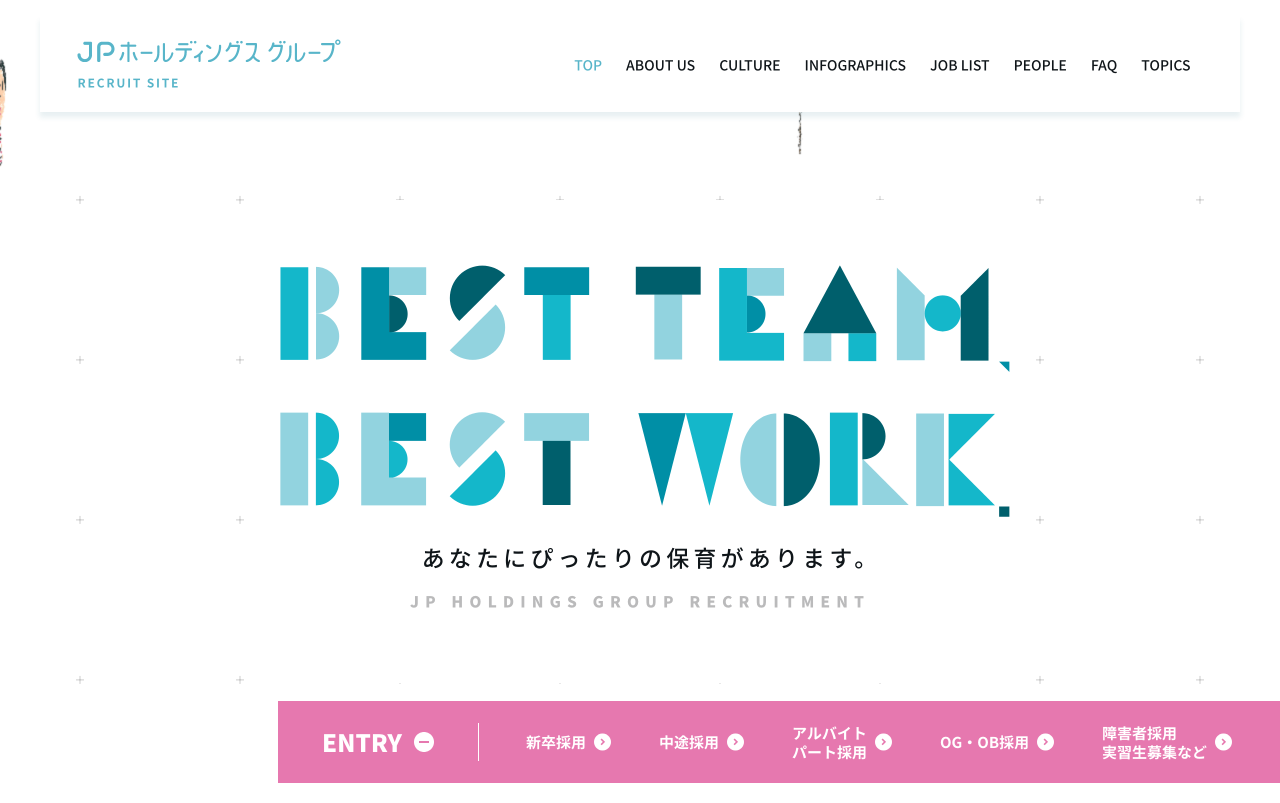 JPホールディングス グループ
RECRUIT SITE
TOP ABOUT US CULTURE INFOGRAPHICS JOB LIST PEOPLE FAQ TOPICS
BEST TEAM,
BEST WORK.
あなたにぴったりの保育があります。
JP HOLDINGS GROUP RECRUITMENT
ENTRY 新卒採用 中途採用 アルバイト パート採用 OG・OB採用 障害者採用 実習生募集など